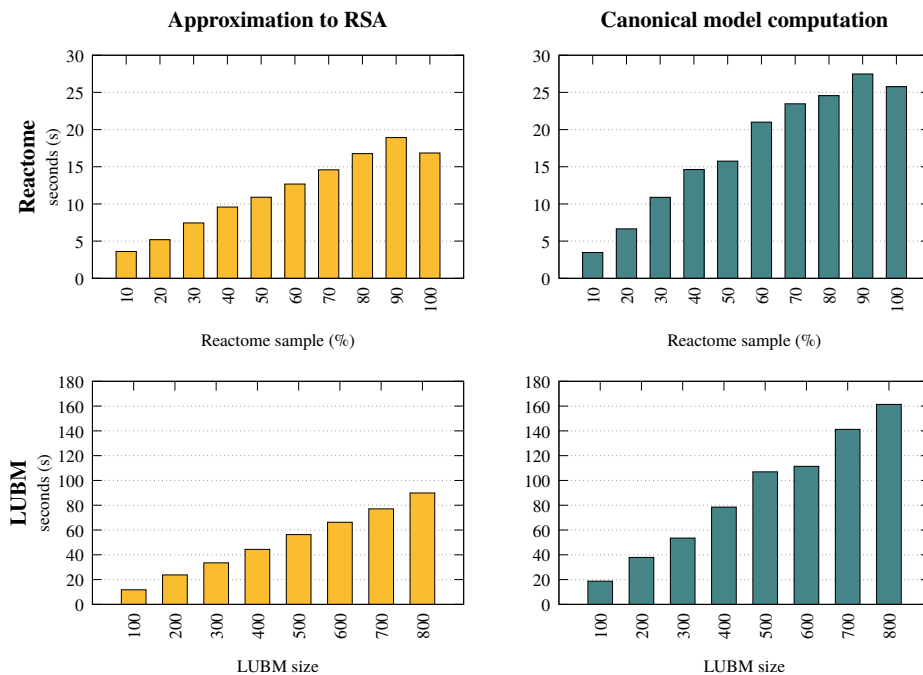 Approximation to RSA
Canonical model computation
Reactome
seconds (s)
30
25
20
15
10
5
0
10 20 30 40 50 60 70 80 90 100
Reactome sample (%)
30
25
20
15
10
5
0
10 20 30 40 50 60 70 80 90 100
Reactome sample (%)
LUBM
seconds (s)
180
160
140
120
100
80
60
40
20
0
100 200 300 400 500 600 700 800
LUBM size
180
160
140
120
100
80
60
40
20
0
100 200 300 400 500 600 700 800
LUBM size